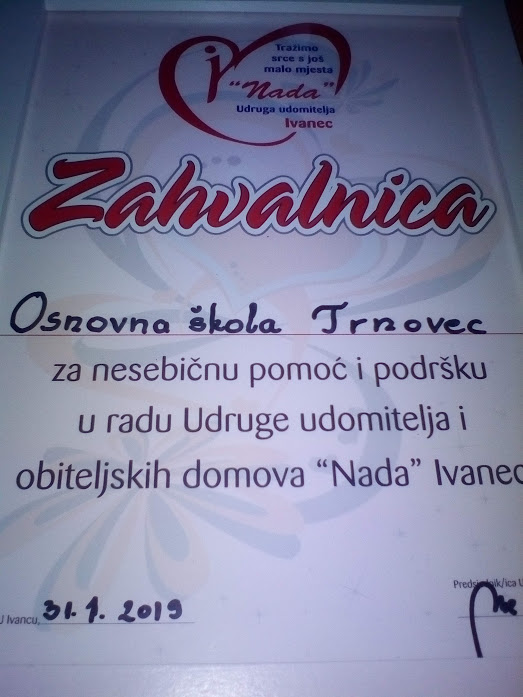 Tražimo
srce s još
malo mjesta
i "Nada"
Udruga udomitelja
Ivanec
Zahvalnica
Osnovna škola Trnovec
za nesebičnu pomoć i podršku
u radu Udruge udomitelja i
obiteljskih domova "Nada" Ivanec
U Ivancu, 31.1.2019